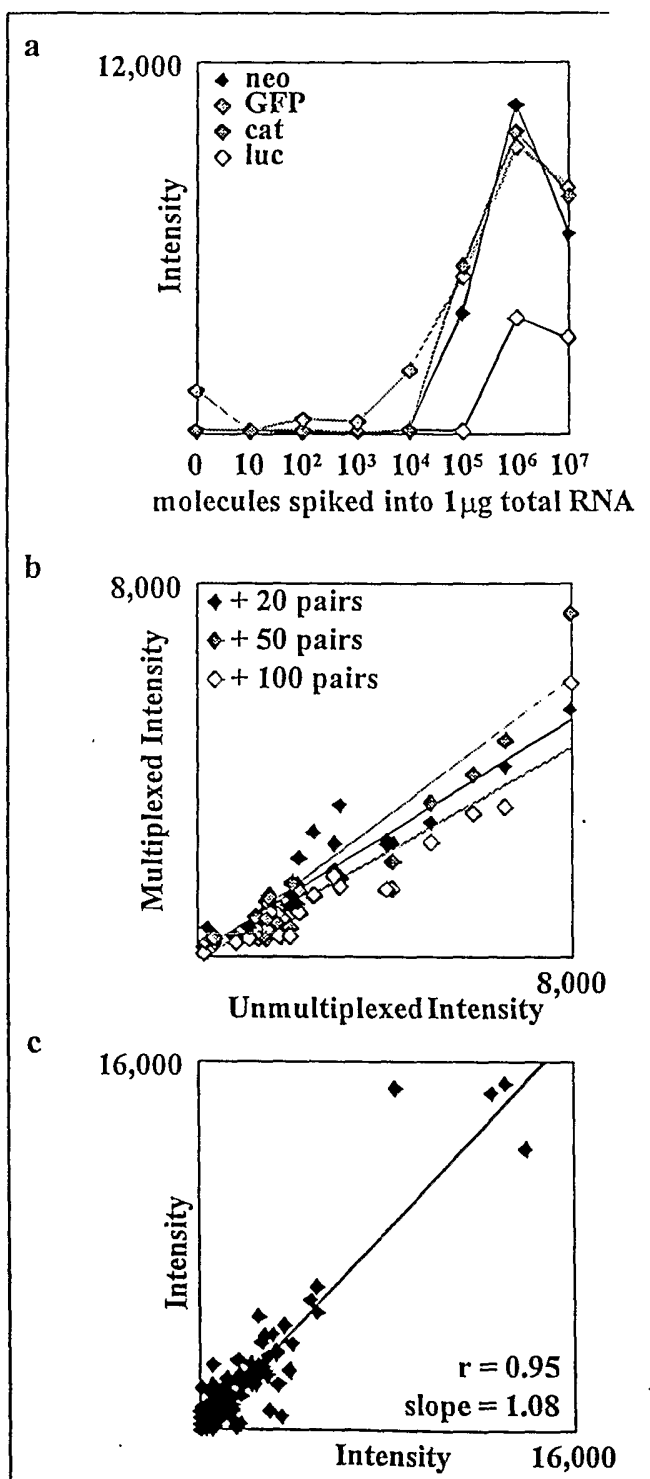 a
12,000
neo
GFP
cat
luc
Intensity
0 10 10² 10³ 10⁴ 10⁵ 10⁶ 10⁷
molecules spiked into 1µg total RNA
b
8,000
+ 20 pairs
+ 50 pairs
+ 100 pairs
Multiplexed Intensity
8,000
Unmultiplexed Intensity
c
16,000
Intensity
r = 0.95
slope = 1.08
Intensity 16,000